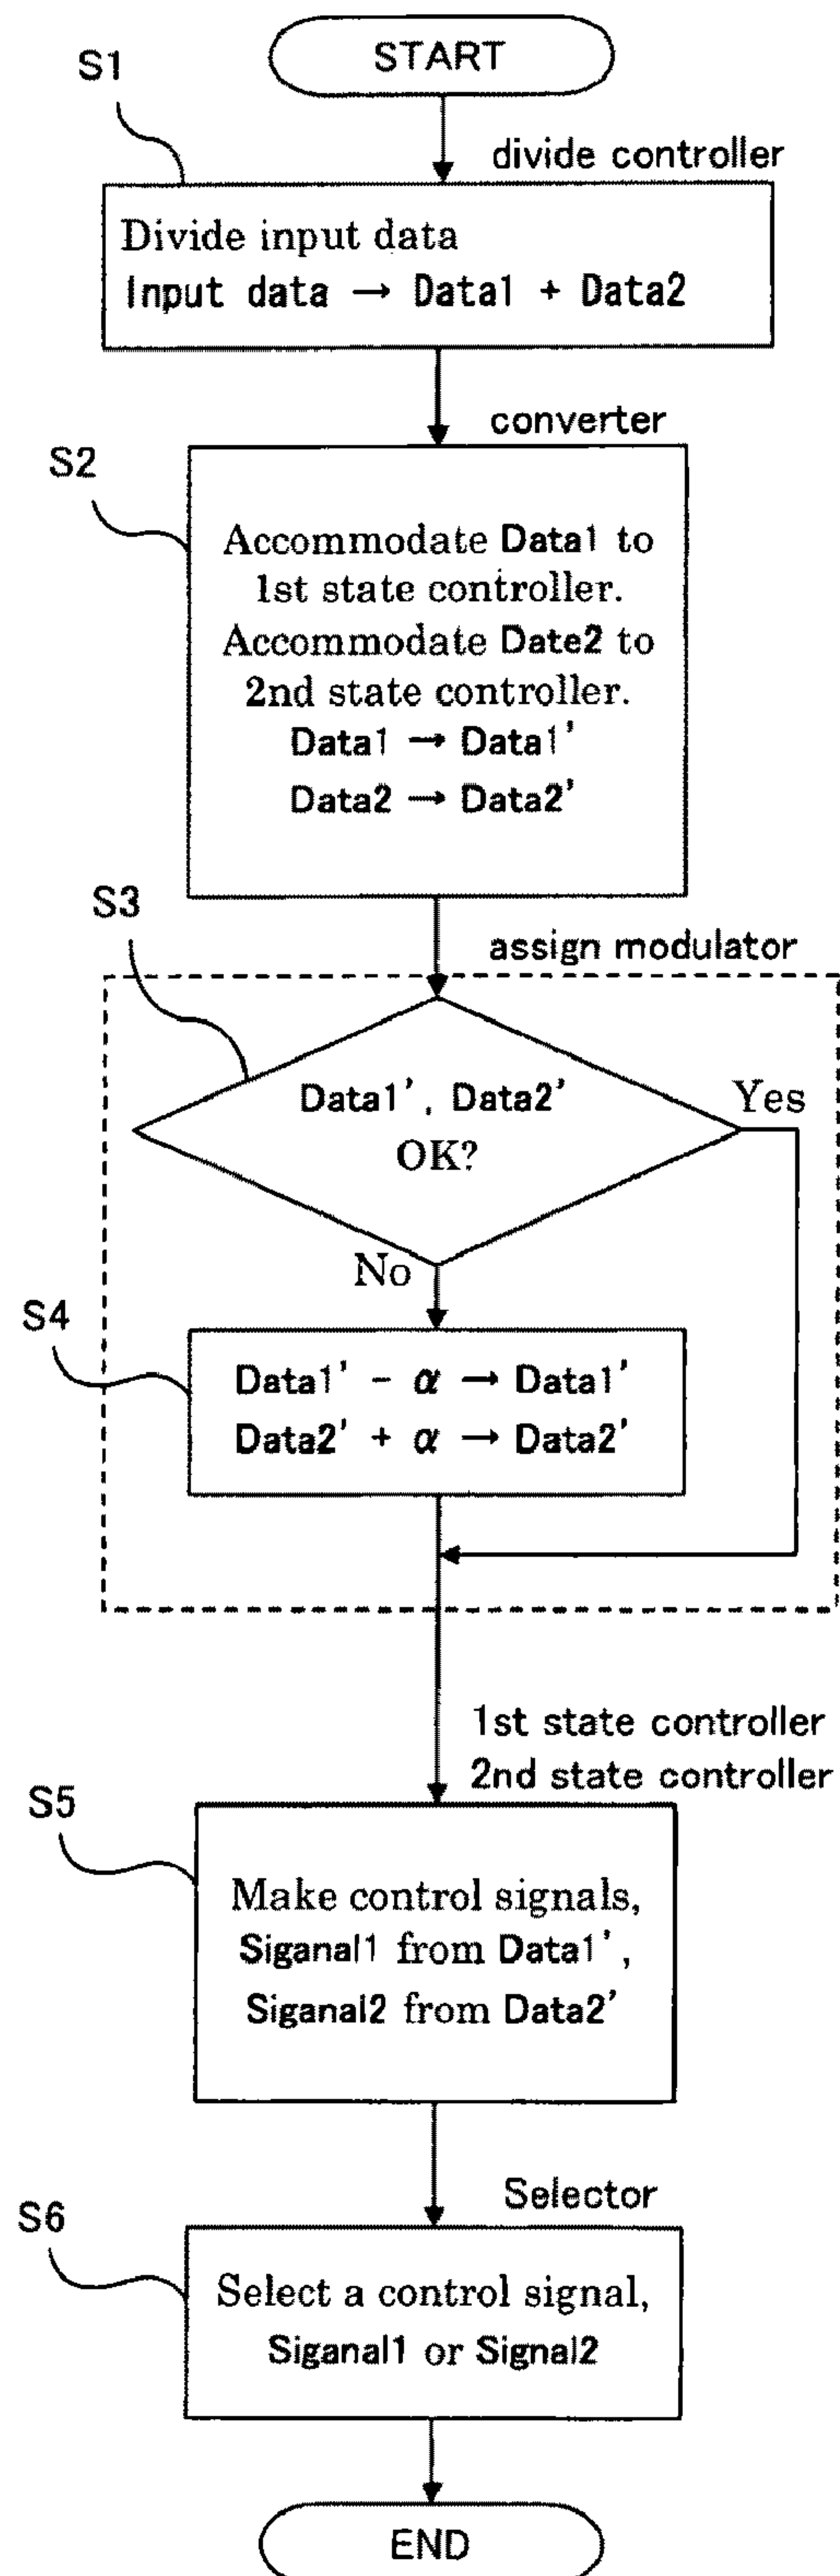 START
S1
divide controller
Divide input data
Input data → Data1 + Data2
converter
S2
Accommodate Data1 to
1st state controller.
Accommodate Date2 to
2nd state controller.
Data1 → Data1'
Data2 → Data2'
S3
assign modulator
Data1', Data2'
OK?
Yes
No
S4
Data1' - α → Data1'
Data2' + α → Data2'
1st state controller
2nd state controller
S5
Make control signals,
Siganal1 from Data1',
Siganal2 from Data2'
Selector
S6
Select a control signal,
Siganal1 or Signal2
END